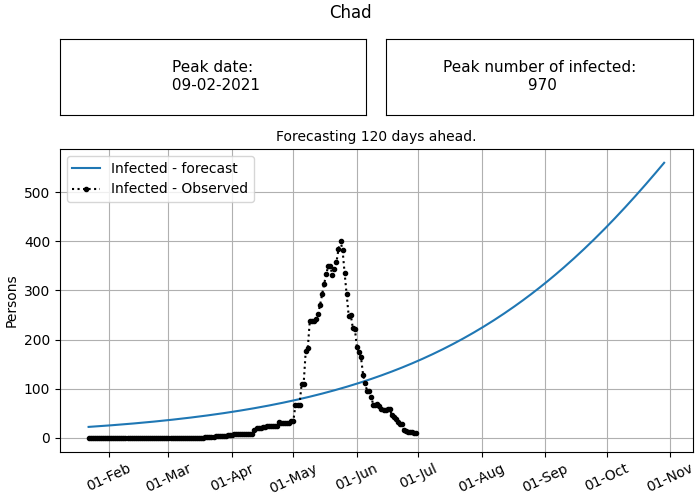 Chad
Peak date:
09-02-2021
Peak number of infected:
970
Forecasting 120 days ahead.
Infected - forecast
Infected - Observed
Persons
500
400
300
200
100
0
01-Feb
01-Mar
01-Apr
01-May
01-Jun
01-Jul
01-Aug
01-Sep
01-Oct
01-Nov